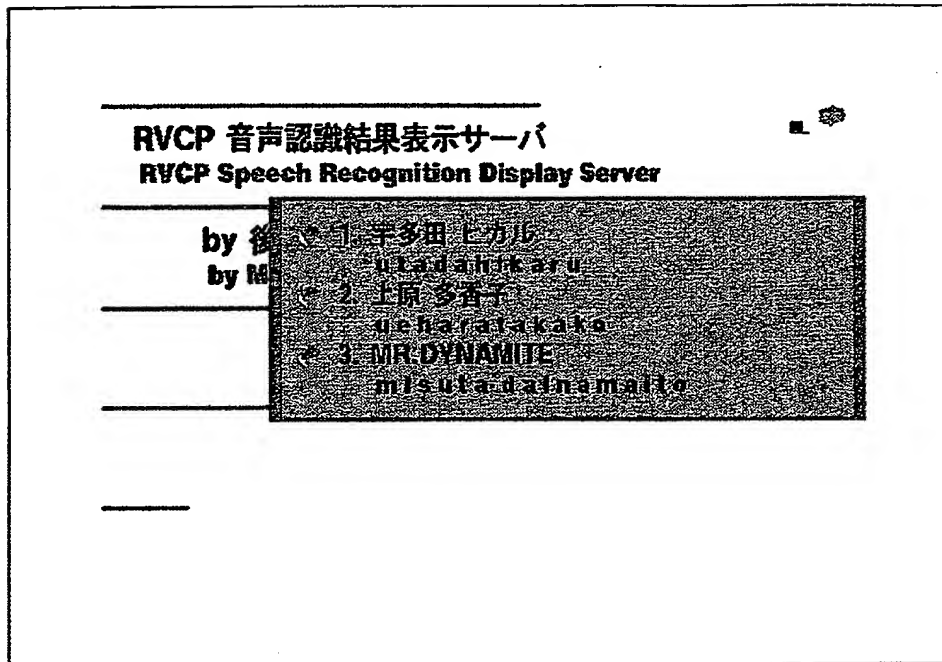 RVCP 音声認識結果表示サーバ
RVCP Speech Recognition Display Server
by 後
by M
1. 宇多田 ヒカル
utadahikaru
2. 上原 多香子
ueharatakako
3. MR.DYNAMITE
misutadainamaito